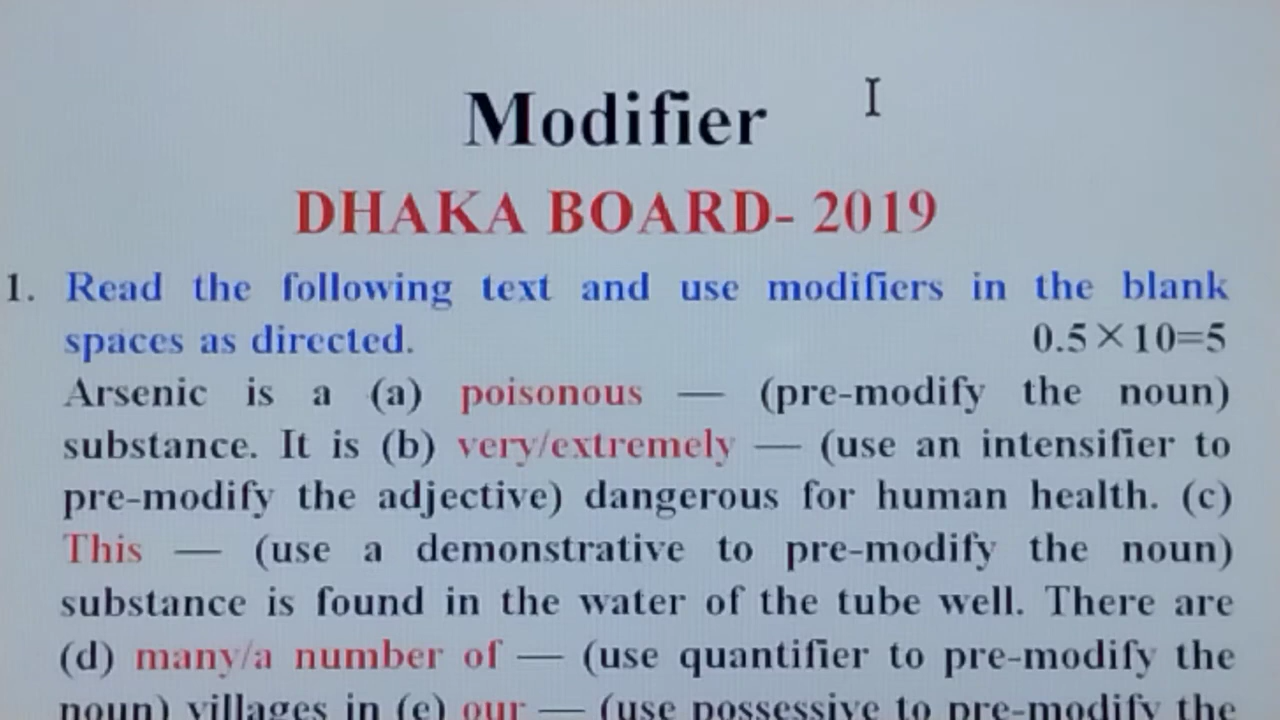 Modifier
DHAKA BOARD- 2019
1. Read the following text and use modifiers in the blank
spaces as directed. 0.5×10=5
Arsenic is a (a) poisonous — (pre-modify the noun)
substance. It is (b) very/extremely — (use an intensifier to
pre-modify the adjective) dangerous for human health. (c)
This — (use a demonstrative to pre-modify the noun)
substance is found in the water of the tube well. There are
(d) many/a number of — (use quantifier to pre-modify the
noun) villages in (e) our — (use possessive to pre-modify the